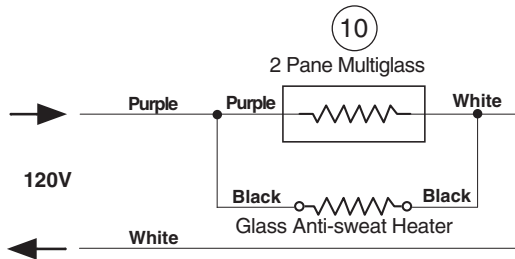 10
2 Pane Multiglass
Purple
Purple
White
120V
Black
Black
Glass Anti-sweat Heater
White